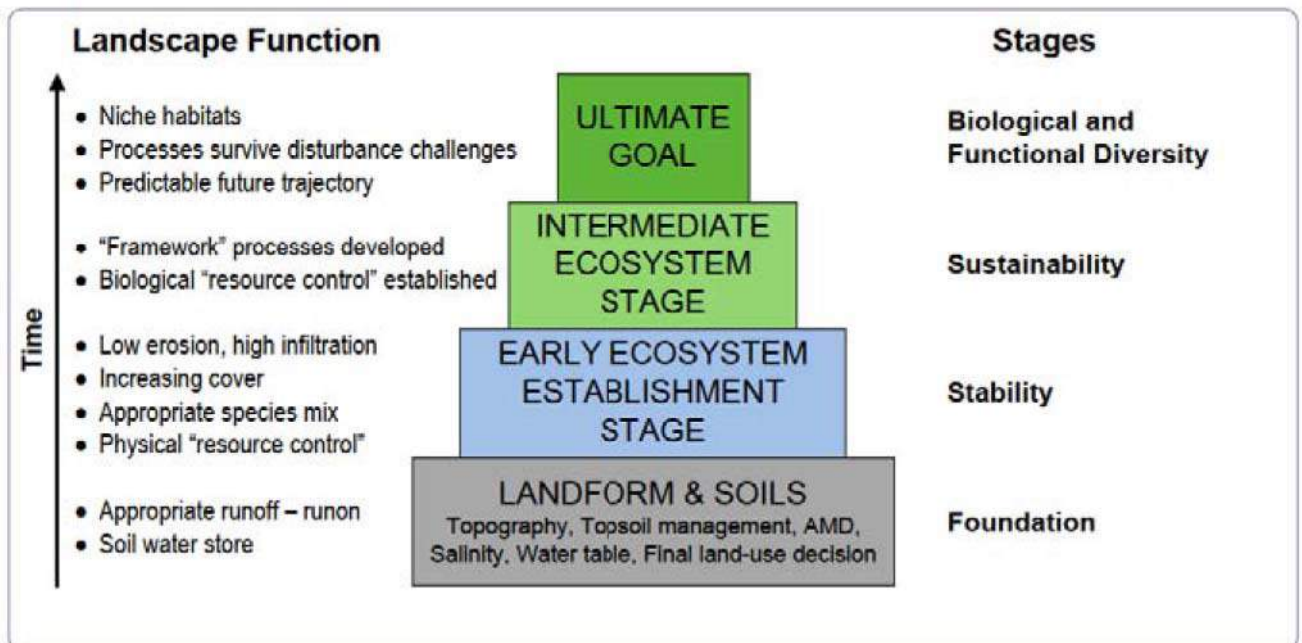 Landscape Function
Stages
Time
• Niche habitats
• Processes survive disturbance challenges
• Predictable future trajectory
ULTIMATE
GOAL
Biological and
Functional Diversity
• “Framework” processes developed
• Biological “resource control” established
INTERMEDIATE
ECOSYSTEM
STAGE
Sustainability
• Low erosion, high infiltration
• Increasing cover
• Appropriate species mix
• Physical “resource control”
EARLY ECOSYSTEM
ESTABLISHMENT
STAGE
Stability
• Appropriate runoff – runon
• Soil water store
LANDFORM & SOILS
Topography, Topsoil management, AMD,
Salinity, Water table, Final land-use decision
Foundation